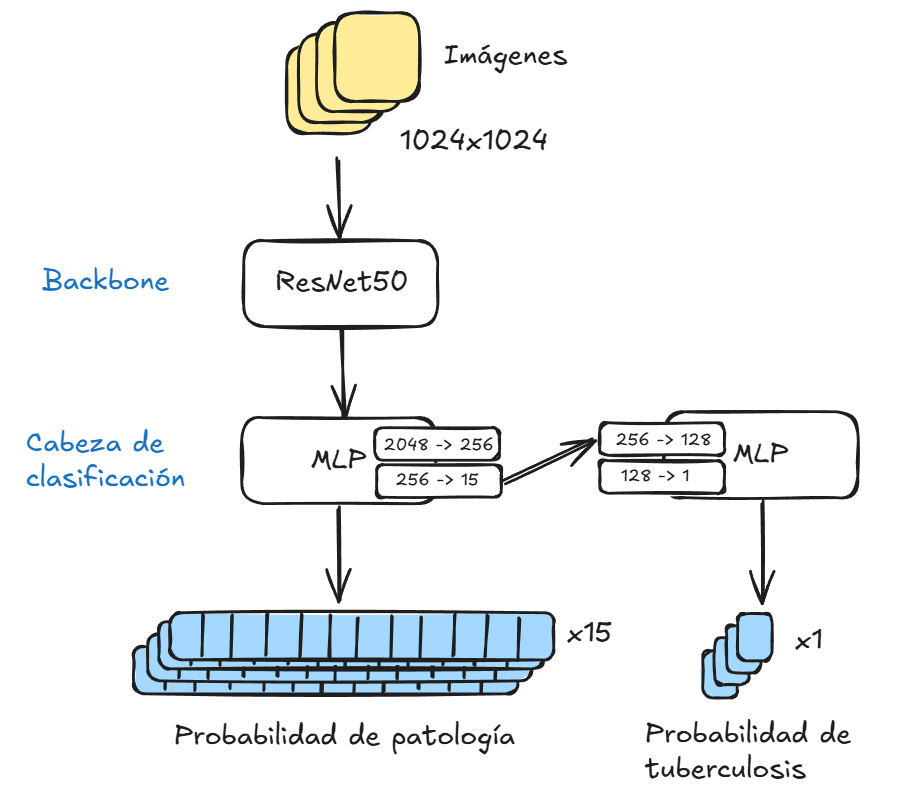 Imágenes
1024x1024
Backbone
ResNet50
Cabeza de
clasificación
MLP
2048 -> 256
256 -> 15
256 -> 128
128 -> 1
MLP
x15
x1
Probabilidad de patología
Probabilidad de
tuberculosis